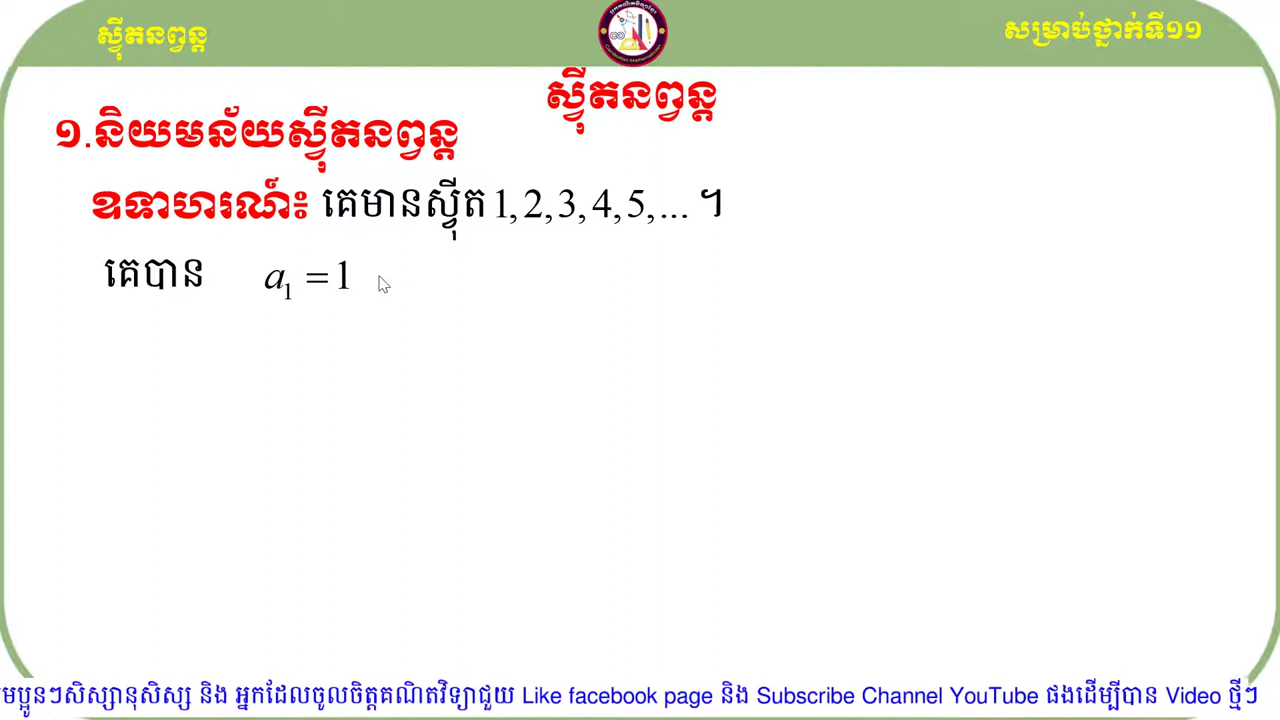 ស្វ៊ីតនព្វន្ត
សម្រាប់ថ្នាក់ទី១១
ស្វ៊ីតនព្វន្ត
១.និយមន័យស្វ៊ីតនព្វន្ត
ឧទាហរណ៍៖ គេមានស្វ៊ីត 1, 2, 3, 4, 5, ... ។
គេបាន a₁ = 1
មប្អូនៗសិស្សានុសិស្ស និង អ្នកដែលចូលចិត្តគណិតវិទ្យាជួយ Like facebook page និង Subscribe Channel YouTube ផងដើម្បីបាន Video ថ្មីៗ